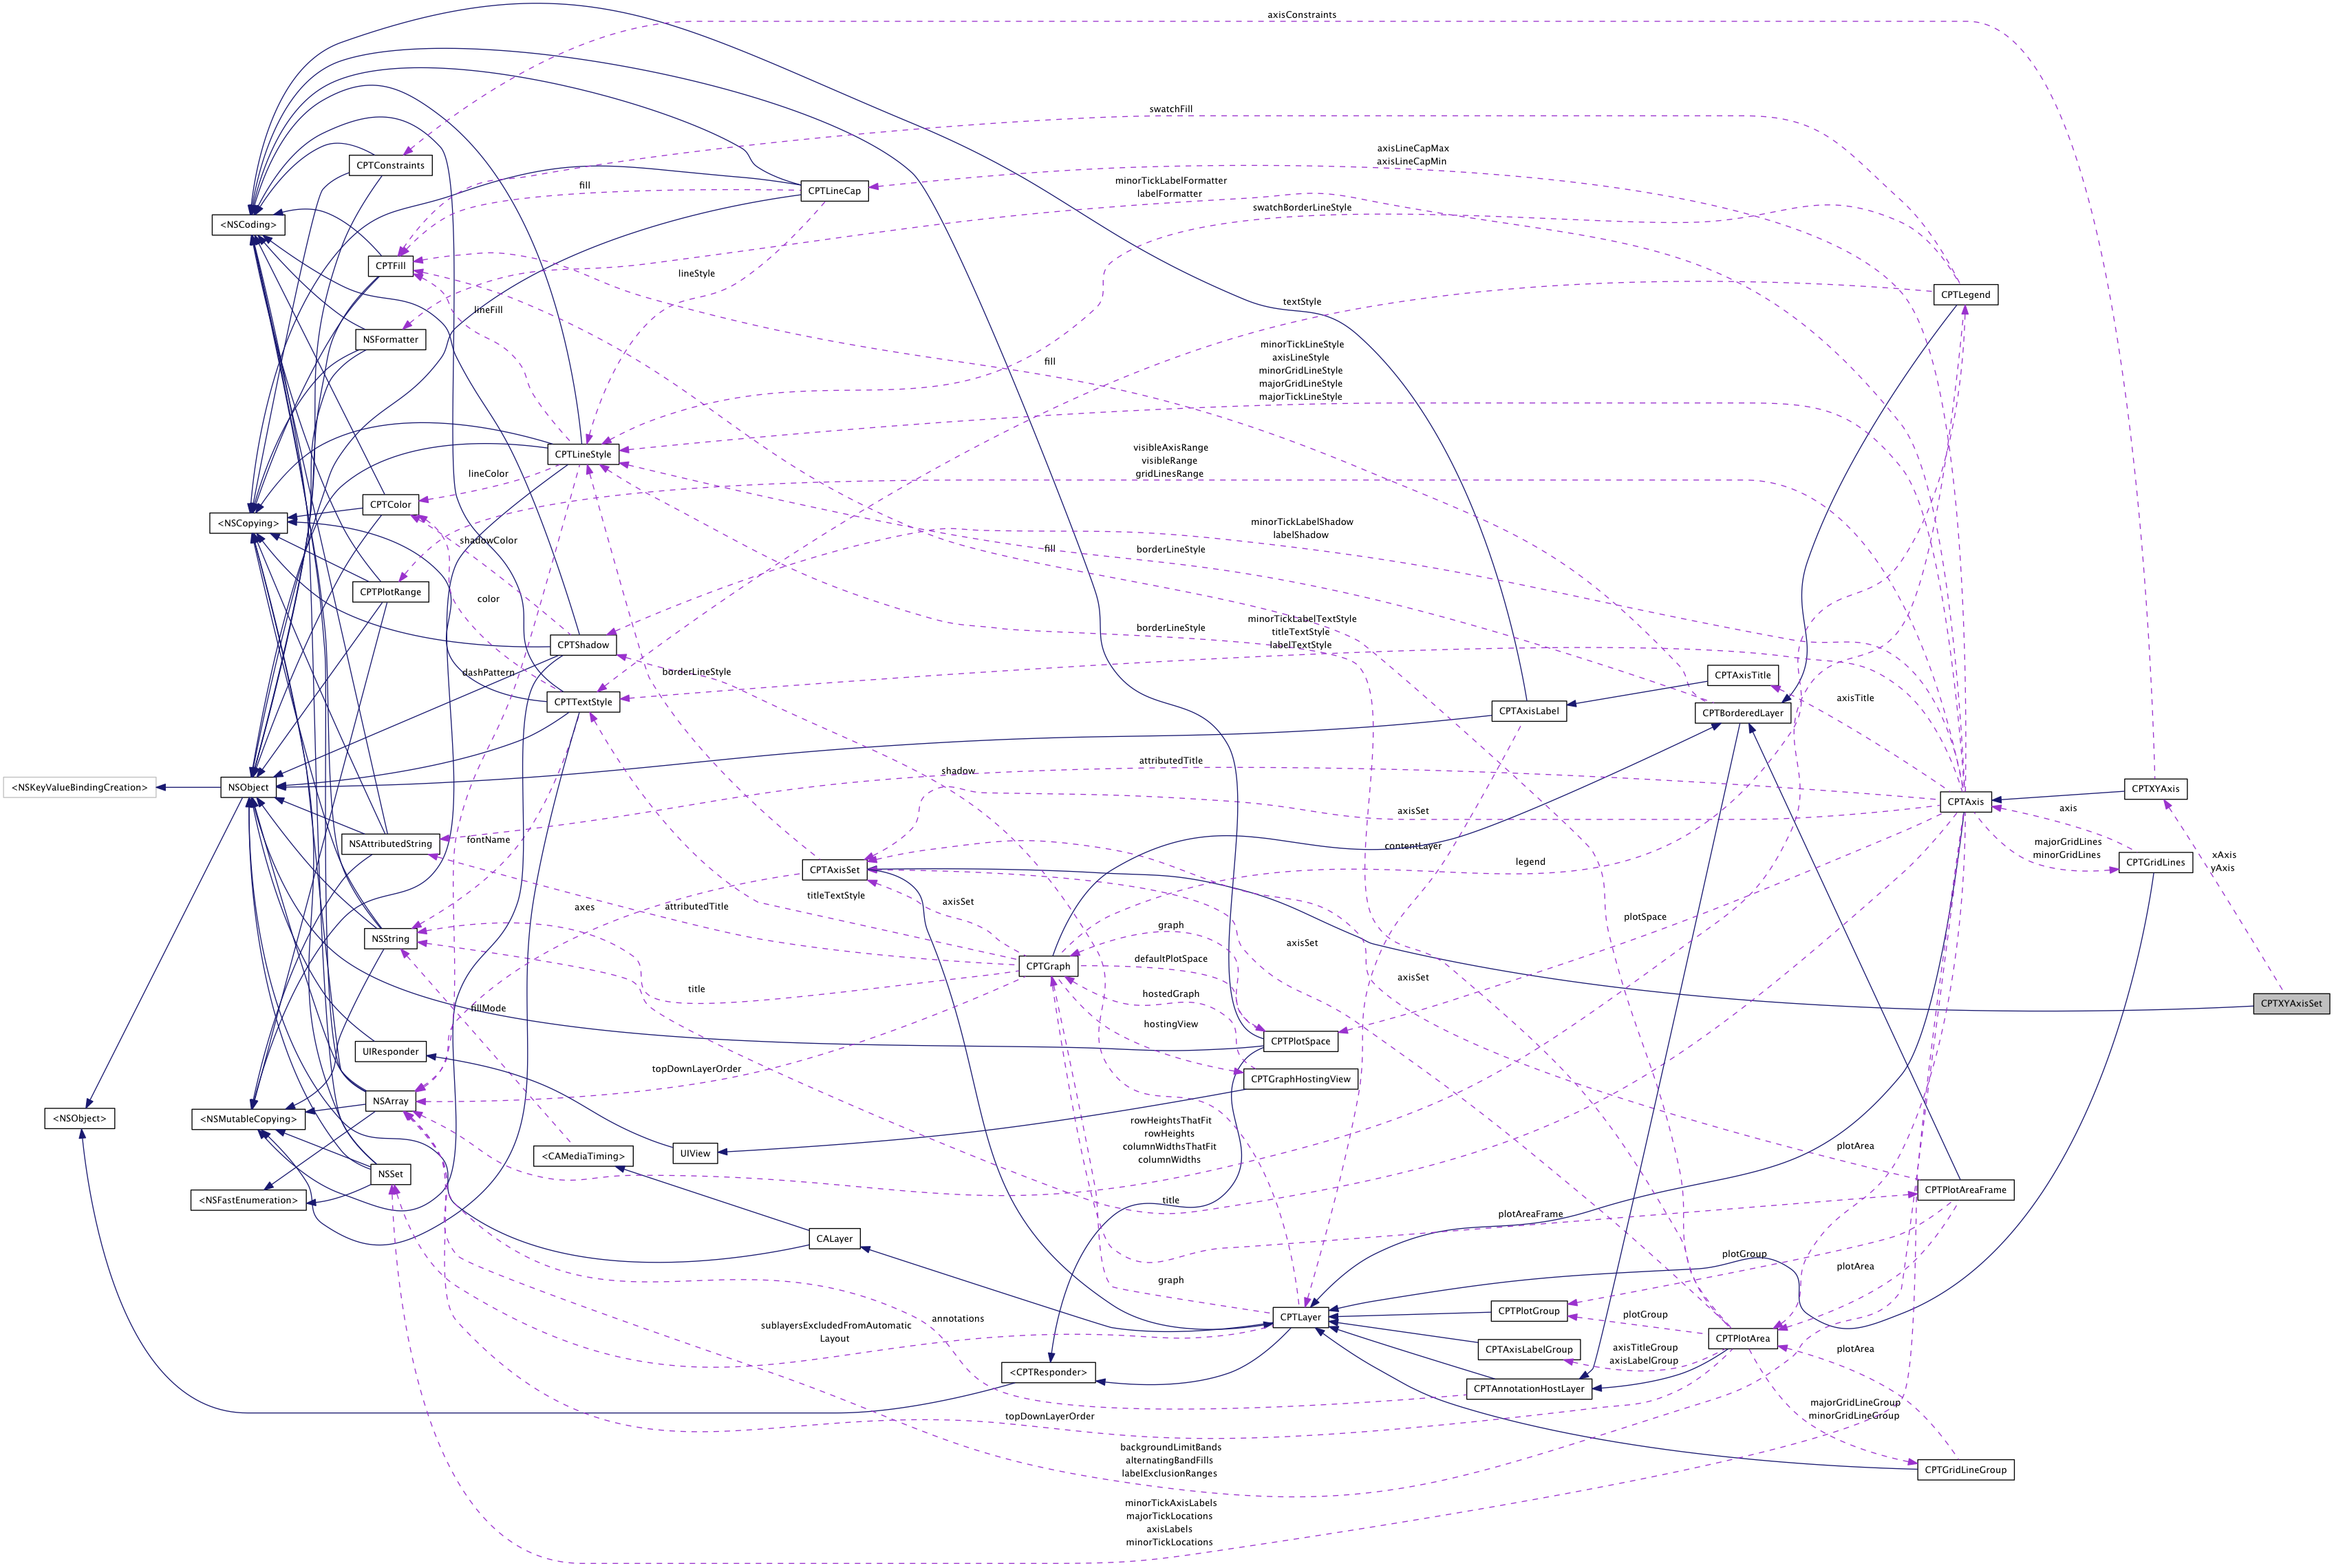 axisConstraints
swatchFill
axisLineCapMax
axisLineCapMin
CPTConstraints
fill
CPTLineCap
minorTickLabelFormatter
labelFormatter
swatchBorderLineStyle
<NSCoding>
CPTFill
lineStyle
CPTLegend
textStyle
lineFill
NSFormatter
minorTickLineStyle
axisLineStyle
minorGridLineStyle
majorGridLineStyle
majorTickLineStyle
fill
CPTLineStyle
visibleAxisRange
visibleRange
gridLinesRange
lineColor
CPTColor
<NSCopying>
minorTickLabelShadow
labelShadow
shadowColor
fill
borderLineStyle
CPTPlotRange
color
minorTickLabelTextStyle
titleTextStyle
labelTextStyle
borderLineStyle
CPTShadow
dashPattern
borderLineStyle
CPTAxisTitle
CPTTextStyle
axisTitle
CPTAxisLabel
CPTBorderedLayer
attributedTitle
shadow
<NSKeyValueBindingCreation>
NSObject
CPTXYAxis
CPTAxis
axis
axisSet
fontName
NSAttributedString
contentLayer
majorGridLines
minorGridLines
xAxis
yAxis
CPTGridLines
legend
CPTAxisSet
titleTextStyle
axisSet
axes
attributedTitle
plotSpace
graph
NSString
axisSet
defaultPlotSpace
CPTGraph
axisSet
title
hostedGraph
CPTXYAxisSet
fillMode
hostingView
CPTPlotSpace
UIResponder
topDownLayerOrder
CPTGraphHostingView
NSArray
<NSObject>
<NSMutableCopying>
rowHeightsThatFit
rowHeights
columnWidthsThatFit
columnWidths
plotArea
<CAMediaTiming>
UIView
NSSet
<NSFastEnumeration>
title
CPTPlotAreaFrame
plotAreaFrame
CALayer
plotGroup
plotArea
graph
annotations
CPTLayer
CPTPlotGroup
plotGroup
sublayersExcludedFromAutomatic
Layout
CPTPlotArea
CPTAxisLabelGroup
axisTitleGroup
axisLabelGroup
plotArea
<CPTResponder>
CPTAnnotationHostLayer
majorGridLineGroup
minorGridLineGroup
topDownLayerOrder
backgroundLimitBands
alternatingBandFills
labelExclusionRanges
CPTGridLineGroup
minorTickAxisLabels
majorTickLocations
axisLabels
minorTickLocations